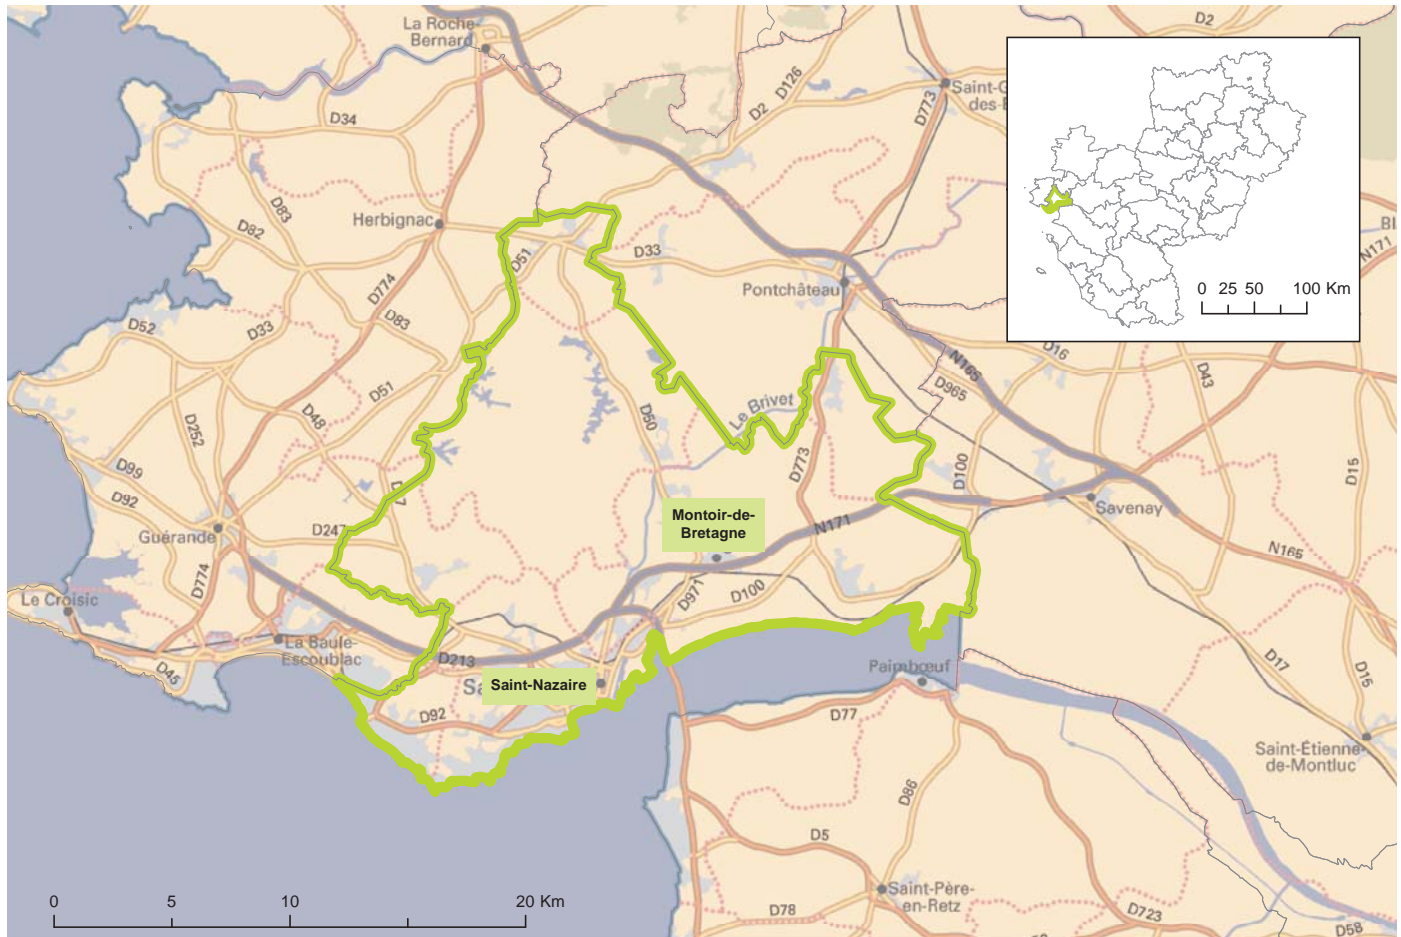 D2
La Roche-
Bernard
D126
D2
D773
Saint-G
des-
D34
D83
Herbignac
D82
D51
D33
Pontchâteau
D774
D83
D52
D33
D51
D48
D252
D50
Le Brivet
D773
D99
D92
D247
Guérande
D774
Le Croisic
La Baule-
Escoublac
D45
D213
D92
Saint-Nazaire
Montoir-de-
Bretagne
N171
D971
D100
D100
N165
D965
D16
D43
D15
Savenay
N165
N171
Paimbœuf
D77
D17
D15
Saint-Étienne-
de-Montluc
D86
D5
Saint-Père-
en-Retz
D78
D723
D58
0 25 50 100 Km
0 5 10 20 Km